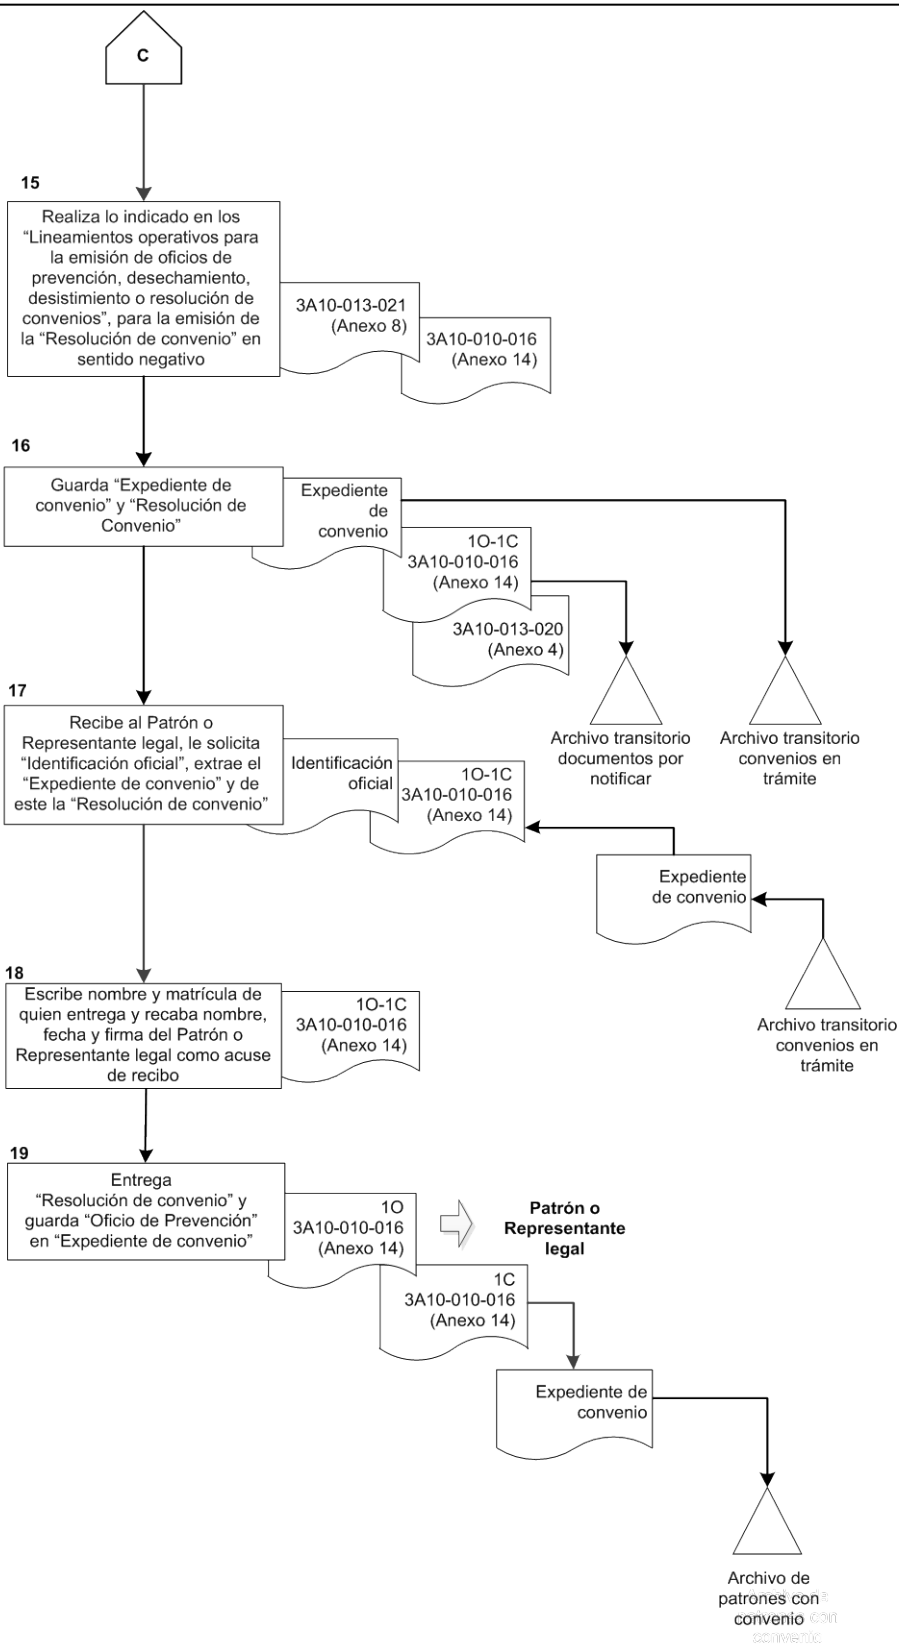 C
15
Realiza lo indicado en los
“Lineamientos operativos para
la emisión de oficios de
prevención, desechamiento,
desistimiento o resolución de
convenios”, para la emisión de
la “Resolución de convenio” en
sentido negativo
3A10-013-021
(Anexo 8)
3A10-010-016
(Anexo 14)
16
Guarda “Expediente de
convenio” y “Resolución de
Convenio”
Expediente
de
convenio
1O-1C
3A10-010-016
(Anexo 14)
3A10-013-020
(Anexo 4)
Archivo transitorio
documentos por
notificar
Archivo transitorio
convenios en
trámite
17
Recibe al Patrón o
Representante legal, le solicita
“Identificación oficial”, extrae el
“Expediente de convenio” y de
este la “Resolución de convenio”
Identificación
oficial
1O-1C
3A10-010-016
(Anexo 14)
Expediente
de convenio
Archivo transitorio
convenios en
trámite
18
Escribe nombre y matrícula de
quien entrega y recaba nombre,
fecha y firma del Patrón o
Representante legal como acuse
de recibo
1O-1C
3A10-010-016
(Anexo 14)
19
Entrega
“Resolución de convenio” y
guarda “Oficio de Prevención”
en “Expediente de convenio”
1O
3A10-010-016
(Anexo 14)
Patrón o
Representante
legal
1C
3A10-010-016
(Anexo 14)
Expediente de
convenio
Archivo de
patrones con
convenio